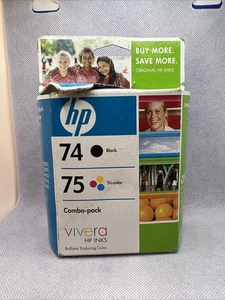 BUY MORE.
SAVE MORE.
ORIGINAL HP INKS
hp
74 Black
75 Tri-color
Combo-pack
vivera
HP INKS
Brilliant. Enduring Color.